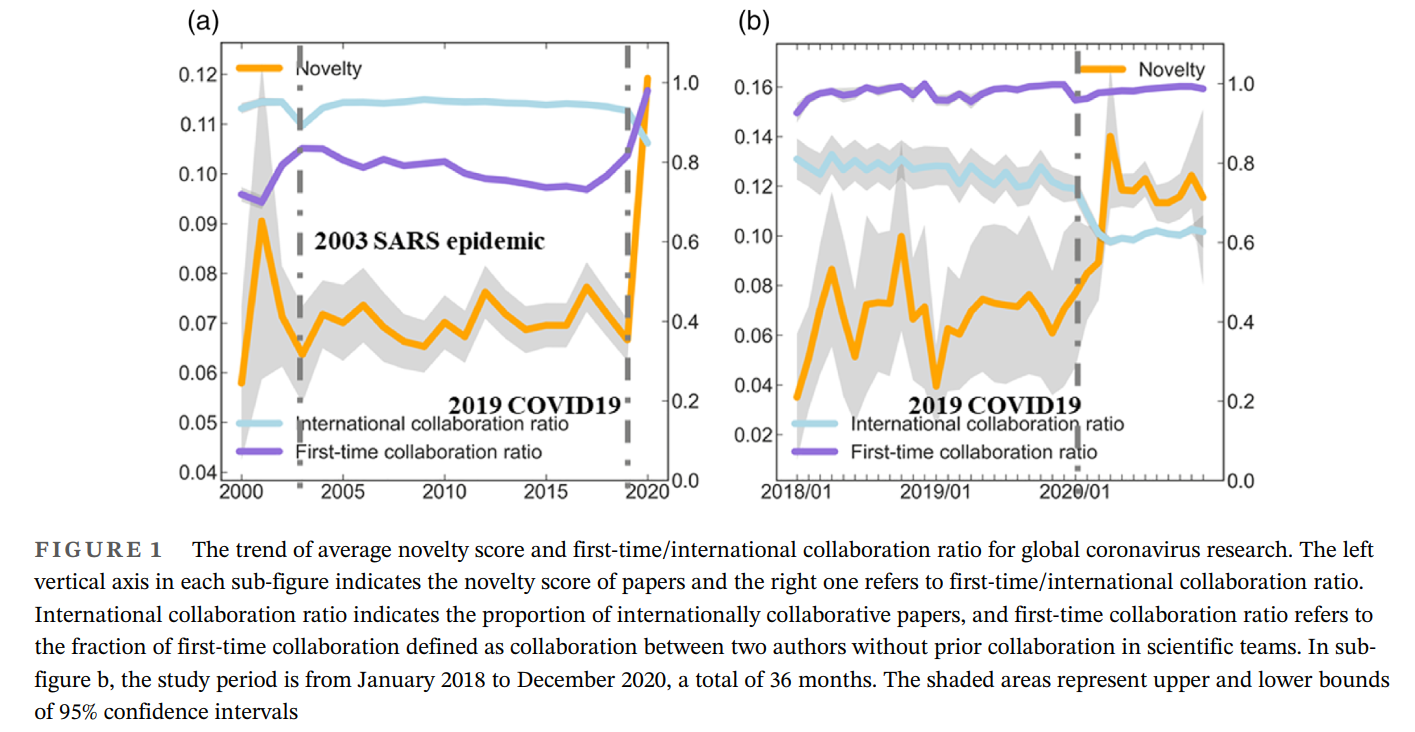 (a)
0.12
0.11
0.10
0.09
0.08
0.07
0.06
0.05
0.04
Novelty
2003 SARS epidemic
2019 COVID19
International collaboration ratio
First-time collaboration ratio
1.0
0.8
0.6
0.4
0.2
0.0
2000 2005 2010 2015 2020
(b)
0.16
0.14
0.12
0.10
0.08
0.06
0.04
0.02
Novelty
2019 COVID19
International collaboration ratio
First-time collaboration ratio
1.0
0.8
0.6
0.4
0.2
0.0
2018/01 2019/01 2020/01
FIGURE 1 The trend of average novelty score and first-time/international collaboration ratio for global coronavirus research. The left
vertical axis in each sub-figure indicates the novelty score of papers and the right one refers to first-time/international collaboration ratio.
International collaboration ratio indicates the proportion of internationally collaborative papers, and first-time collaboration ratio refers to
the fraction of first-time collaboration defined as collaboration between two authors without prior collaboration in scientific teams. In sub-
figure b, the study period is from January 2018 to December 2020, a total of 36 months. The shaded areas represent upper and lower bounds
of 95% confidence intervals